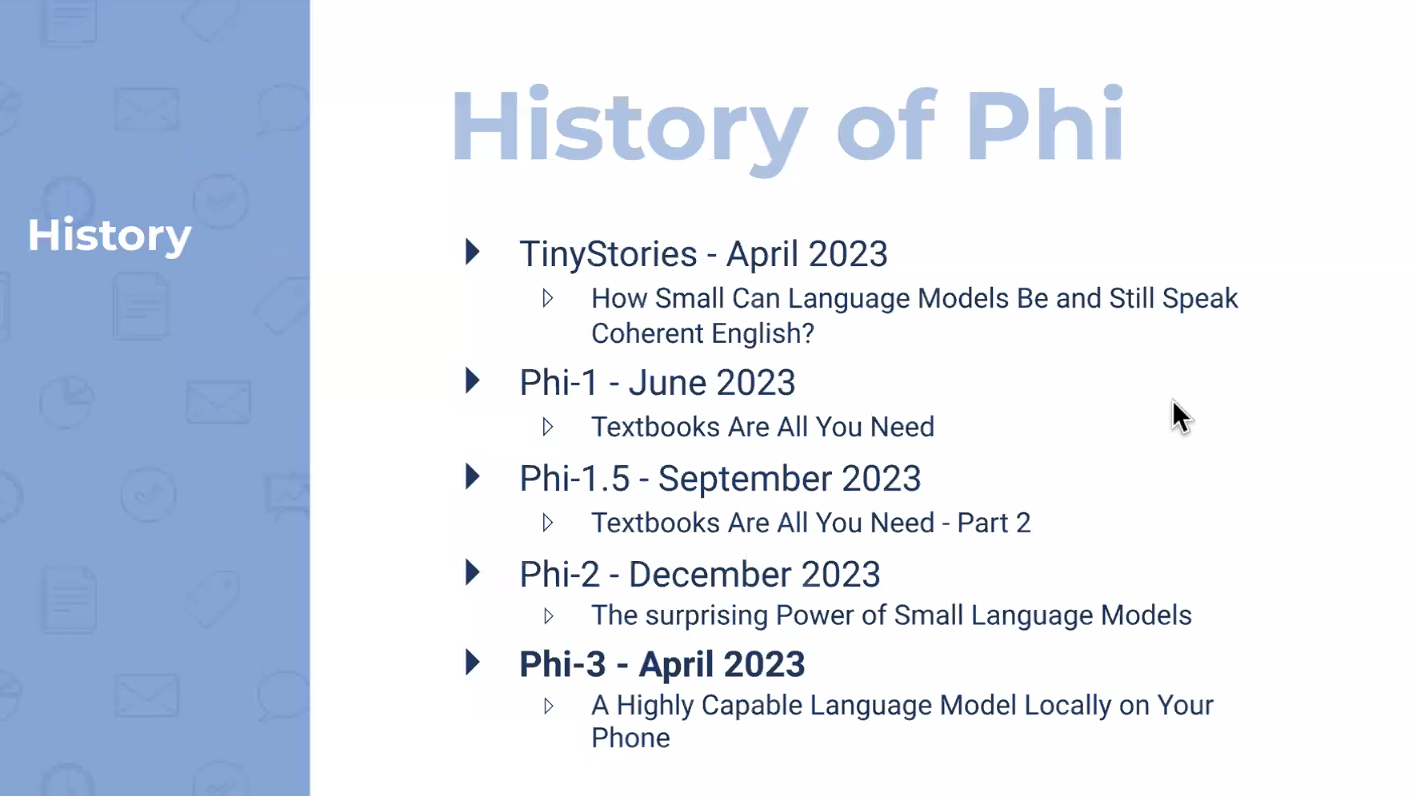 History of Phi
History
TinyStories - April 2023
How Small Can Language Models Be and Still Speak
Coherent English?
Phi-1 - June 2023
Textbooks Are All You Need
Phi-1.5 - September 2023
Textbooks Are All You Need - Part 2
Phi-2 - December 2023
The surprising Power of Small Language Models
Phi-3 - April 2023
A Highly Capable Language Model Locally on Your
Phone